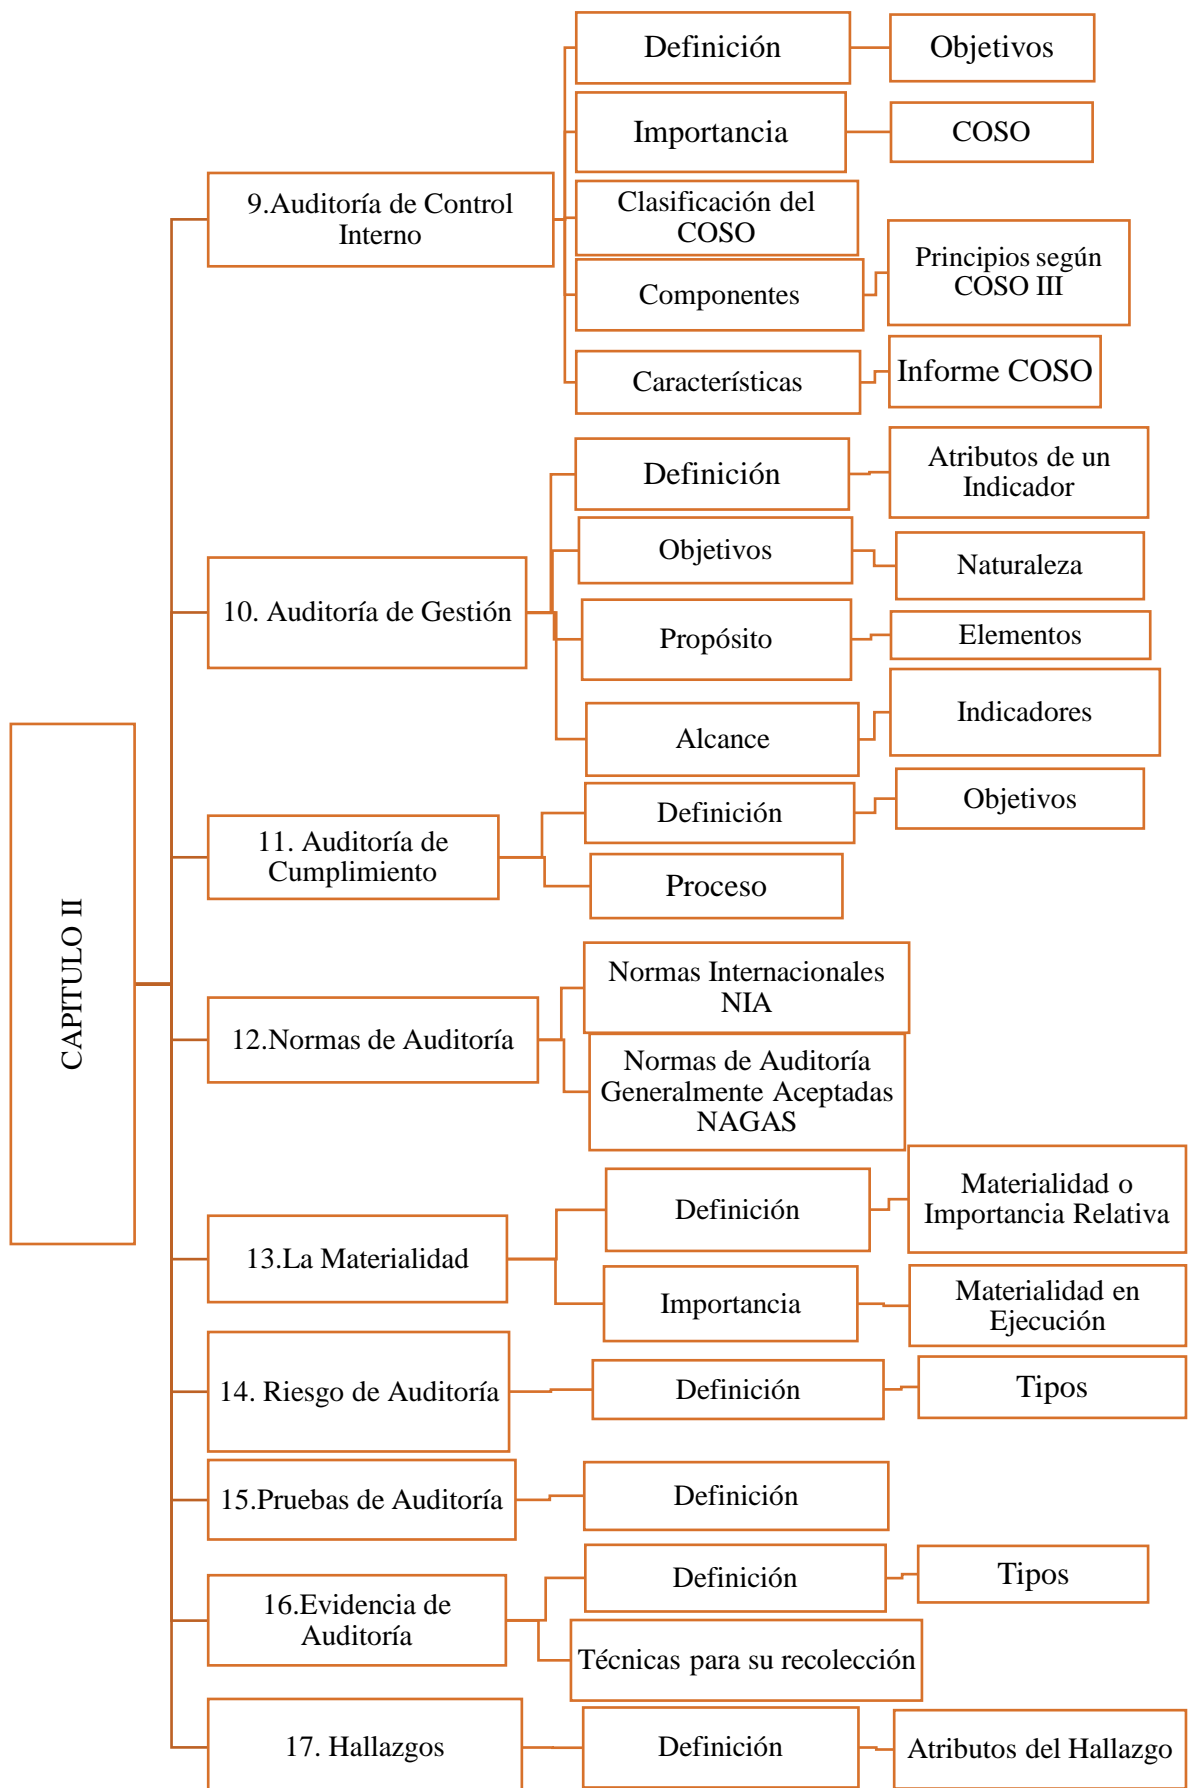 CAPITULO II
9.Auditoría de Control
Interno
Definición
Objetivos
Importancia
COSO
Clasificación del
COSO
Componentes
Principios según
COSO III
Características
Informe COSO
10. Auditoría de Gestión
Definición
Atributos de un
Indicador
Objetivos
Naturaleza
Propósito
Elementos
Alcance
Indicadores
11. Auditoría de
Cumplimiento
Definición
Objetivos
Proceso
12.Normas de Auditoría
Normas Internacionales
NIA
Normas de Auditoría
Generalmente Aceptadas
NAGAS
13.La Materialidad
Definición
Materialidad o
Importancia Relativa
Importancia
Materialidad en
Ejecución
14. Riesgo de Auditoría
Definición
Tipos
15.Pruebas de Auditoría
Definición
16.Evidencia de
Auditoría
Definición
Tipos
Técnicas para su recolección
17. Hallazgos
Definición
Atributos del Hallazgo